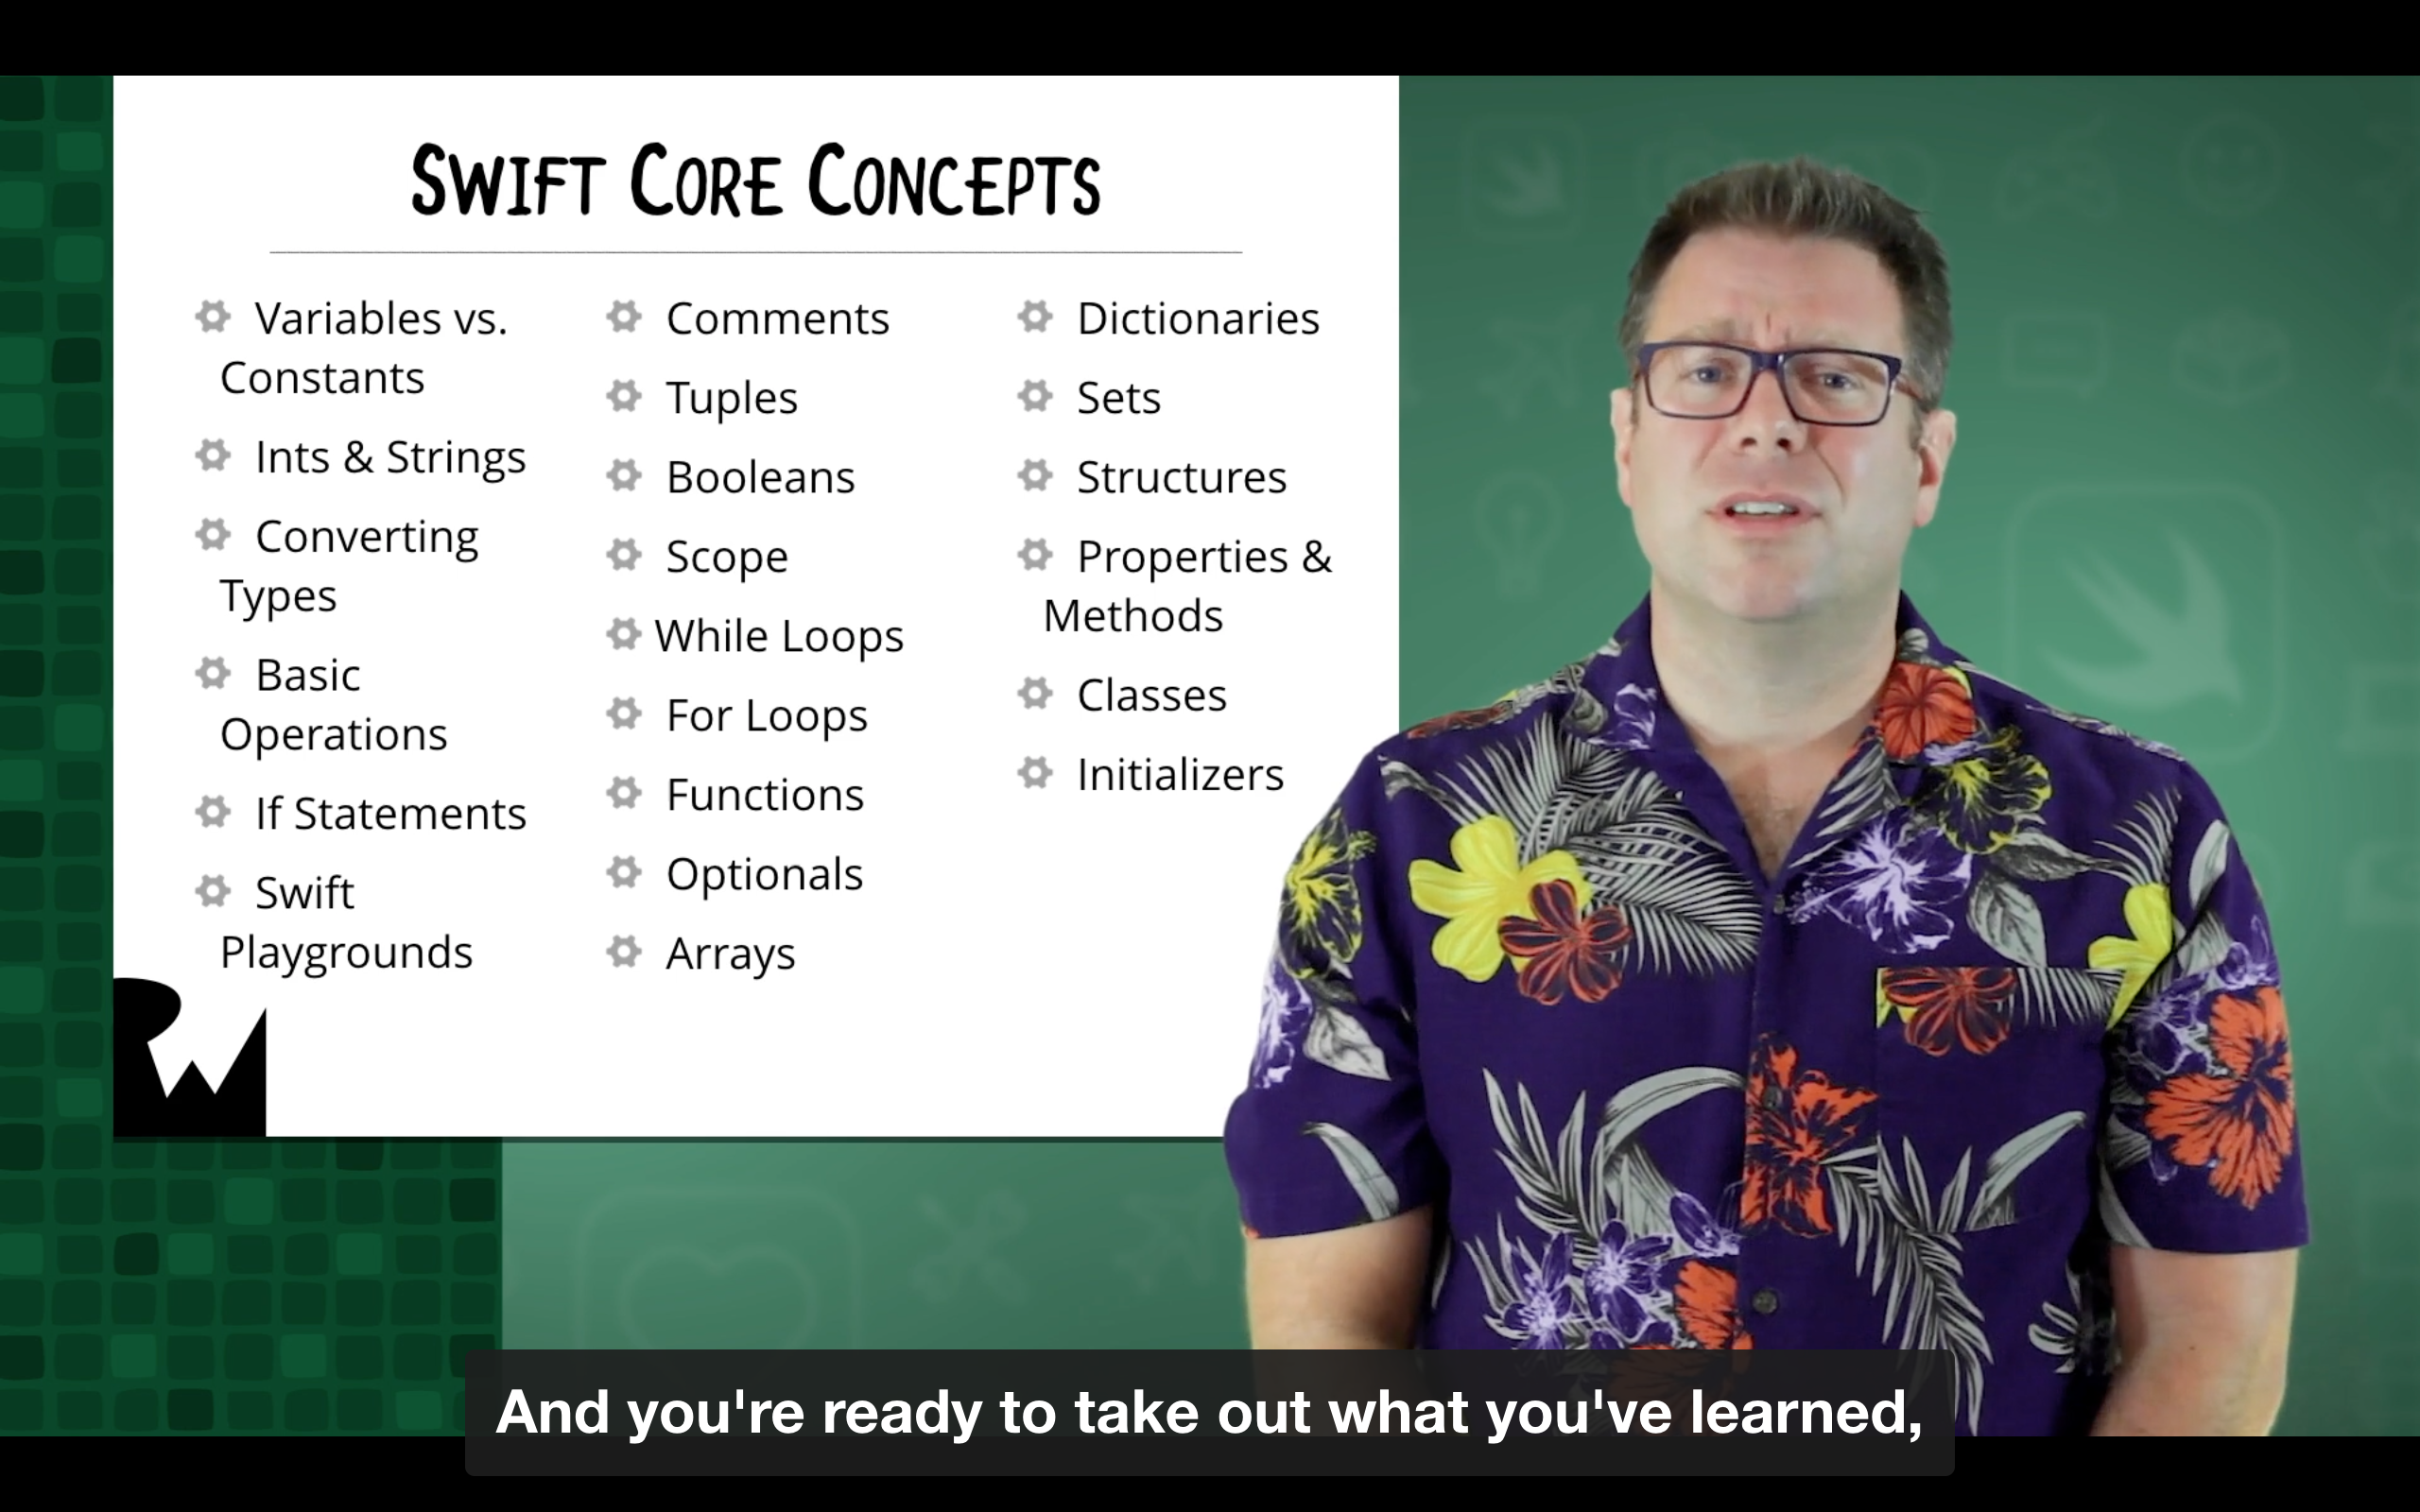 SWIFT CORE CONCEPTS
Variables vs.
Constants
Ints & Strings
Converting
Types
Basic
Operations
If Statements
Swift
Playgrounds
Comments
Tuples
Booleans
Scope
While Loops
For Loops
Functions
Optionals
Arrays
Dictionaries
Sets
Structures
Properties &
Methods
Classes
Initializers
RW
And you're ready to take out what you've learned,